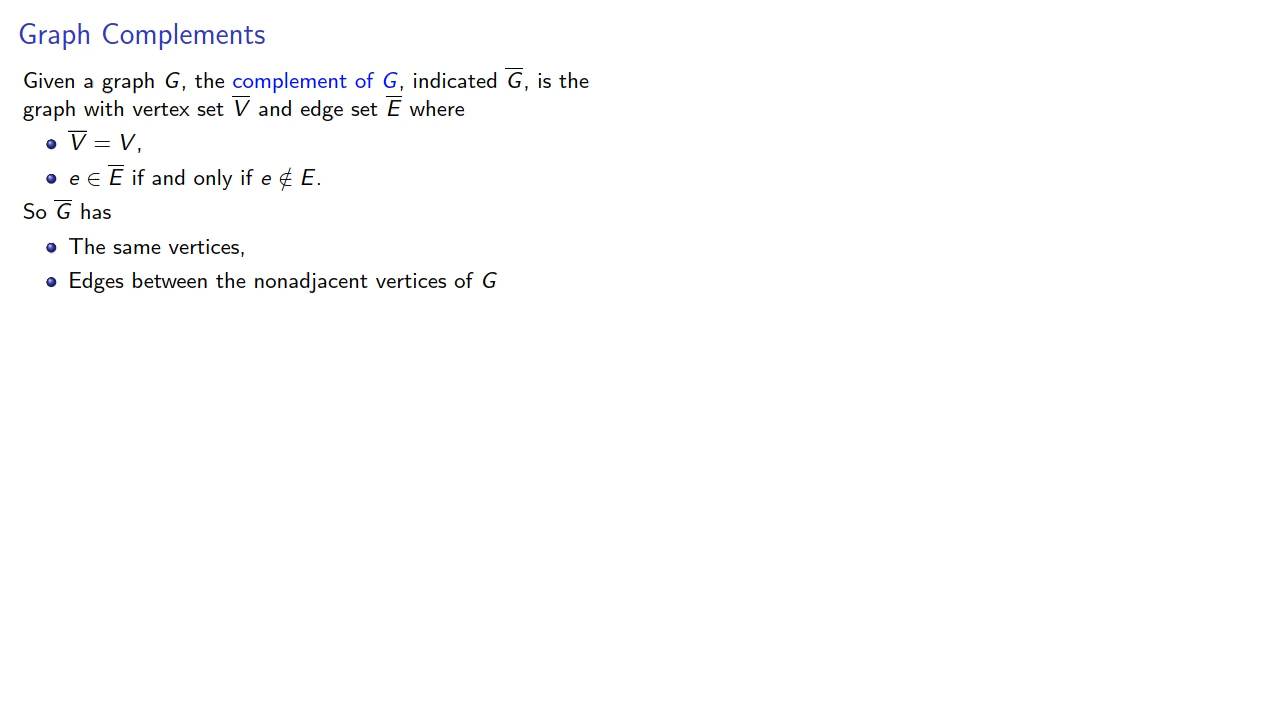 Graph Complements
Given a graph G, the complement of G, indicated G̅, is the
graph with vertex set V̅ and edge set E̅ where
V̅ = V,
e ∈ E̅ if and only if e ∉ E.
So G̅ has
The same vertices,
Edges between the nonadjacent vertices of G